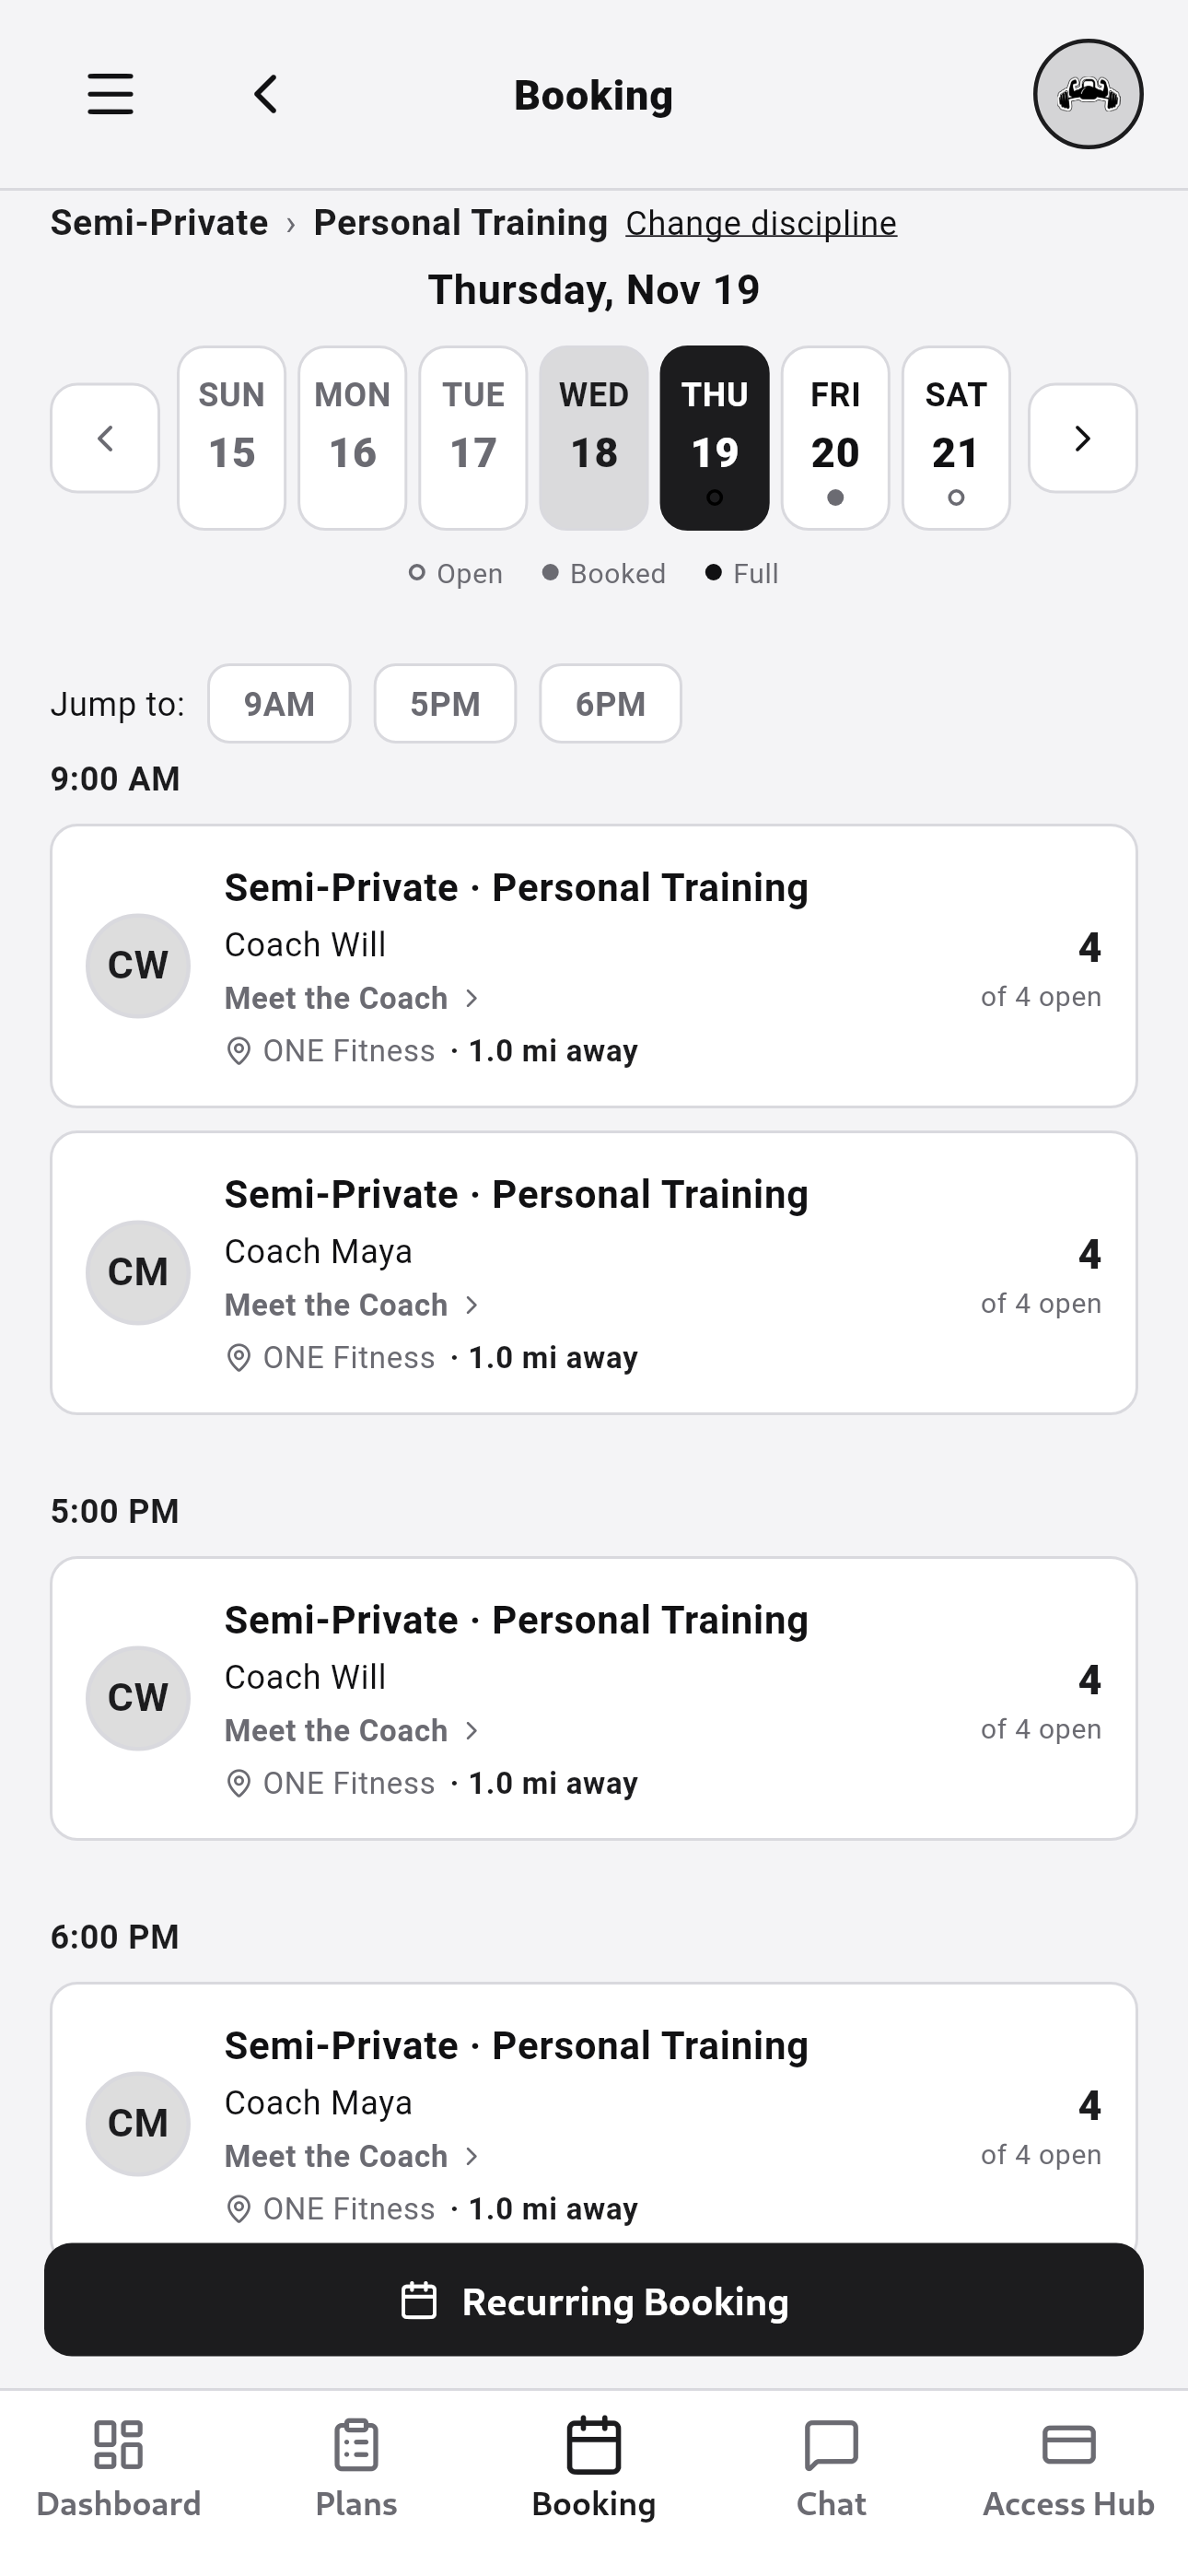 Booking
Semi-Private › Personal Training Change discipline
Thursday, Nov 19
SUN MON TUE WED THU FRI SAT
15 16 17 18 19 20 21
Open Booked Full
Jump to: 9AM 5PM 6PM
9:00 AM
Semi-Private · Personal Training
CW
Coach Will
4
Meet the Coach
of 4 open
ONE Fitness · 1.0 mi away
Semi-Private · Personal Training
CM
Coach Maya
4
Meet the Coach
of 4 open
ONE Fitness · 1.0 mi away
5:00 PM
Semi-Private · Personal Training
CW
Coach Will
4
Meet the Coach
of 4 open
ONE Fitness · 1.0 mi away
6:00 PM
Semi-Private · Personal Training
CM
Coach Maya
4
Meet the Coach
of 4 open
ONE Fitness · 1.0 mi away
Recurring Booking
Dashboard Plans Booking Chat Access Hub